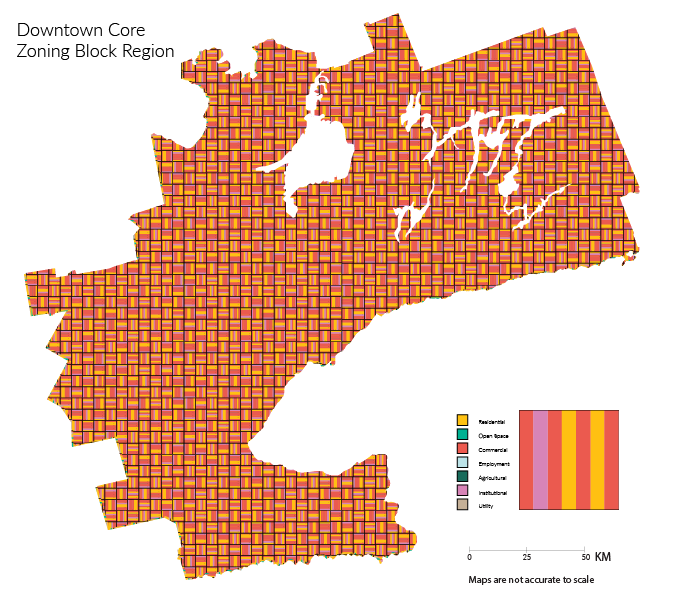 Downtown Core
Zoning Block Region
Residential
Open Space
Commercial
Employment
Agricultural
Institutional
Utility
0 25 50 KM
Maps are not accurate to scale